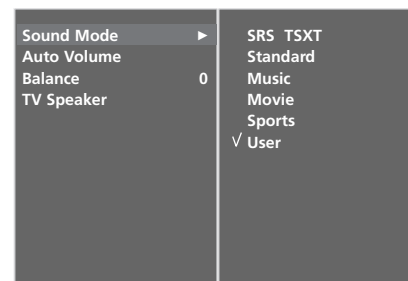 Sound Mode ►
Auto Volume
Balance 0
TV Speaker
SRS TSXT
Standard
Music
Movie
Sports
√ User